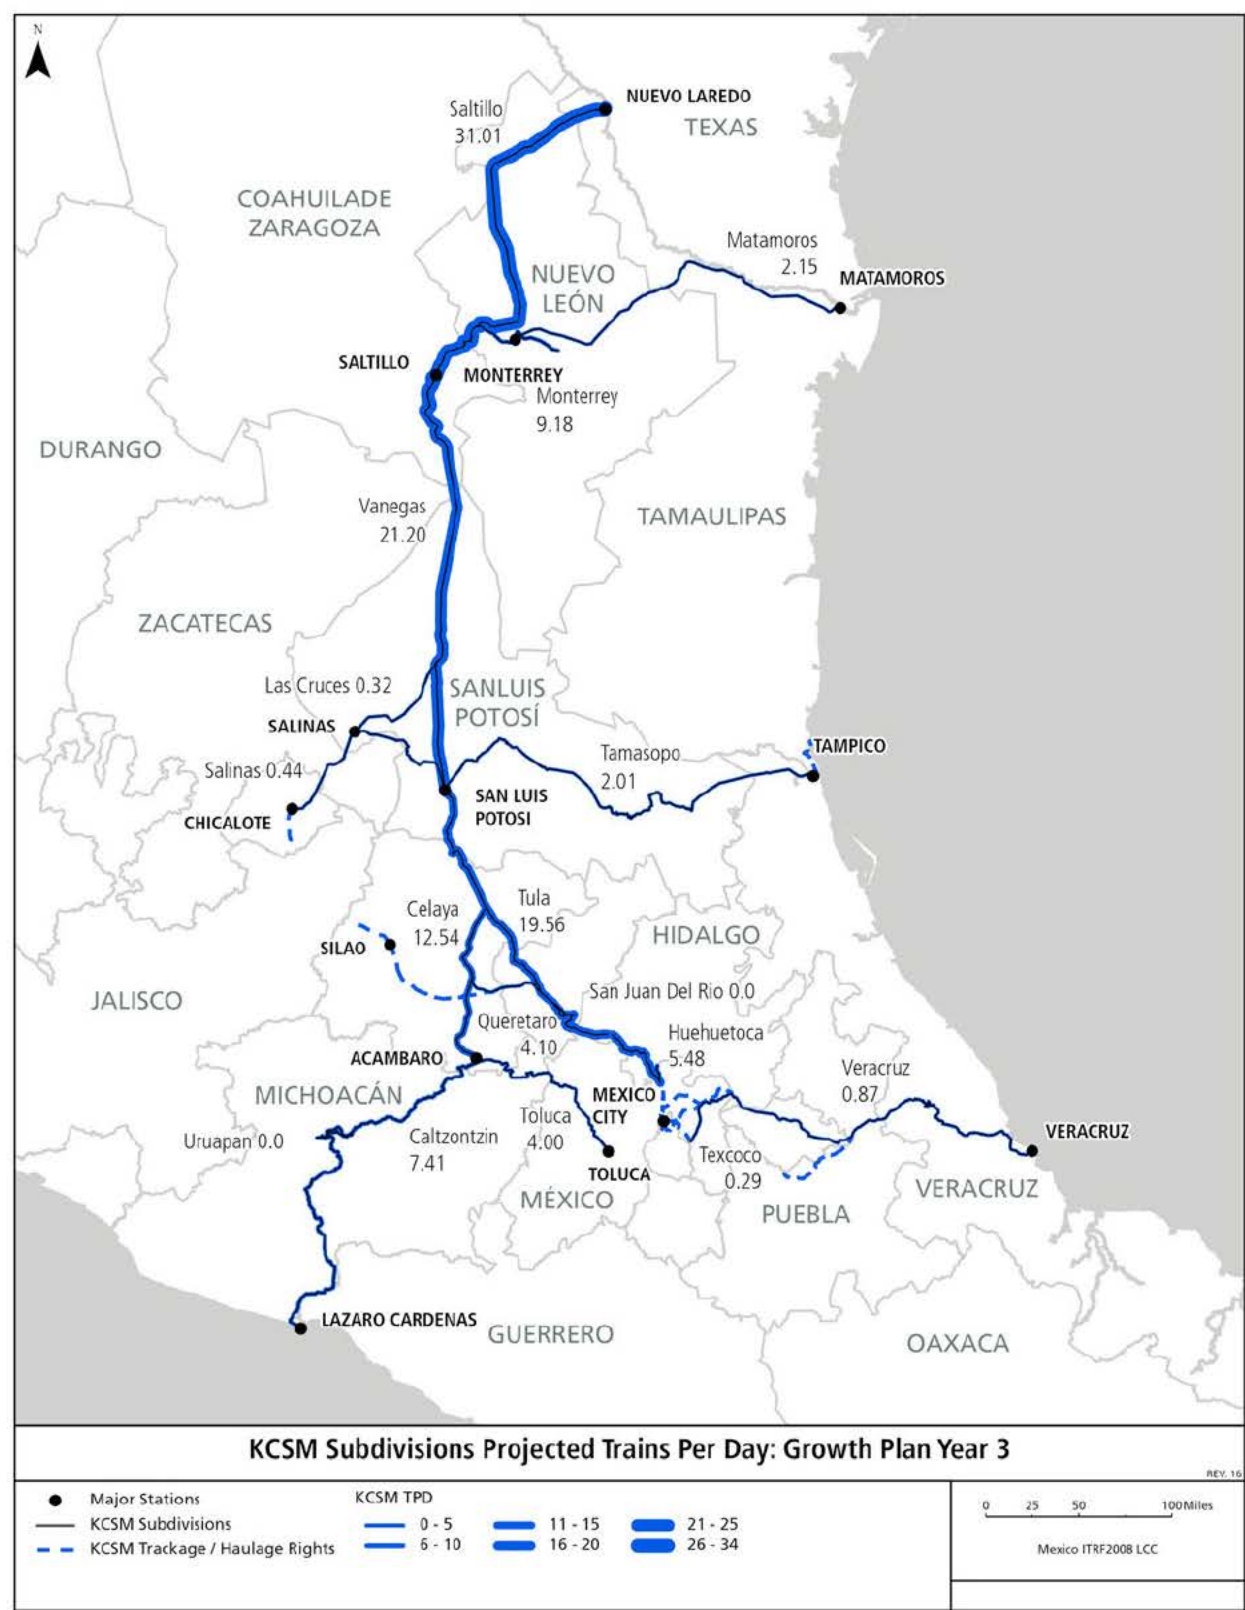 N
NUEVO LAREDO
Saltillo
31.01
TEXAS
COAHUILADE
ZARAGOZA
Matamoros
2.15
MATAMOROS
NUEVO
LEÓN
SALTILLO
MONTERREY
Monterrey
9.18
DURANGO
Vanegas
21.20
TAMAULIPAS
ZACATECAS
Las Cruces 0.32
SANLUIS
POTOSÍ
SALINAS
Tamasopo
2.01
TAMPICO
Salinas 0.44
CHICALOTE
SAN LUIS
POTOSI
Celaya
12.54
Tula
19.56
HIDALGO
SILAO
JALISCO
San Juan Del Rio 0.0
Queretaro
4.10
Huehuetoca
5.48
ACAMBARO
MICHOACÁN
MEXICO
CITY
Veracruz
0.87
Uruapan 0.0
Caltzontzin
7.41
Toluca
4.00
TOLUCA
Texcoco
0.29
VERACRUZ
MÉXICO
PUEBLA
VERACRUZ
LAZARO CARDENAS
GUERRERO
OAXACA
KCSM Subdivisions Projected Trains Per Day: Growth Plan Year 3
REV. 16
Major Stations
KCSM Subdivisions
KCSM Trackage / Haulage Rights
KCSM TPD
0 - 5
6 - 10
11 - 15
16 - 20
21 - 25
26 - 34
0 25 50 100 Miles
Mexico ITRF2008 LCC